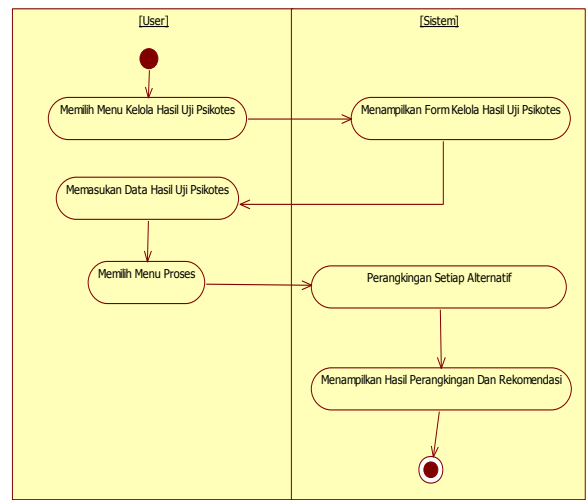 [User]
[Sistem]
Memilih Menu Kelola Hasil Uji Psikotes
Menampilkan Form Kelola Hasil Uji Psikotes
Memasukan Data Hasil Uji Psikotes
Memilih Menu Proses
Perangkingan Setiap Alternatif
Menampilkan Hasil Perangkingan Dan Rekomendasi